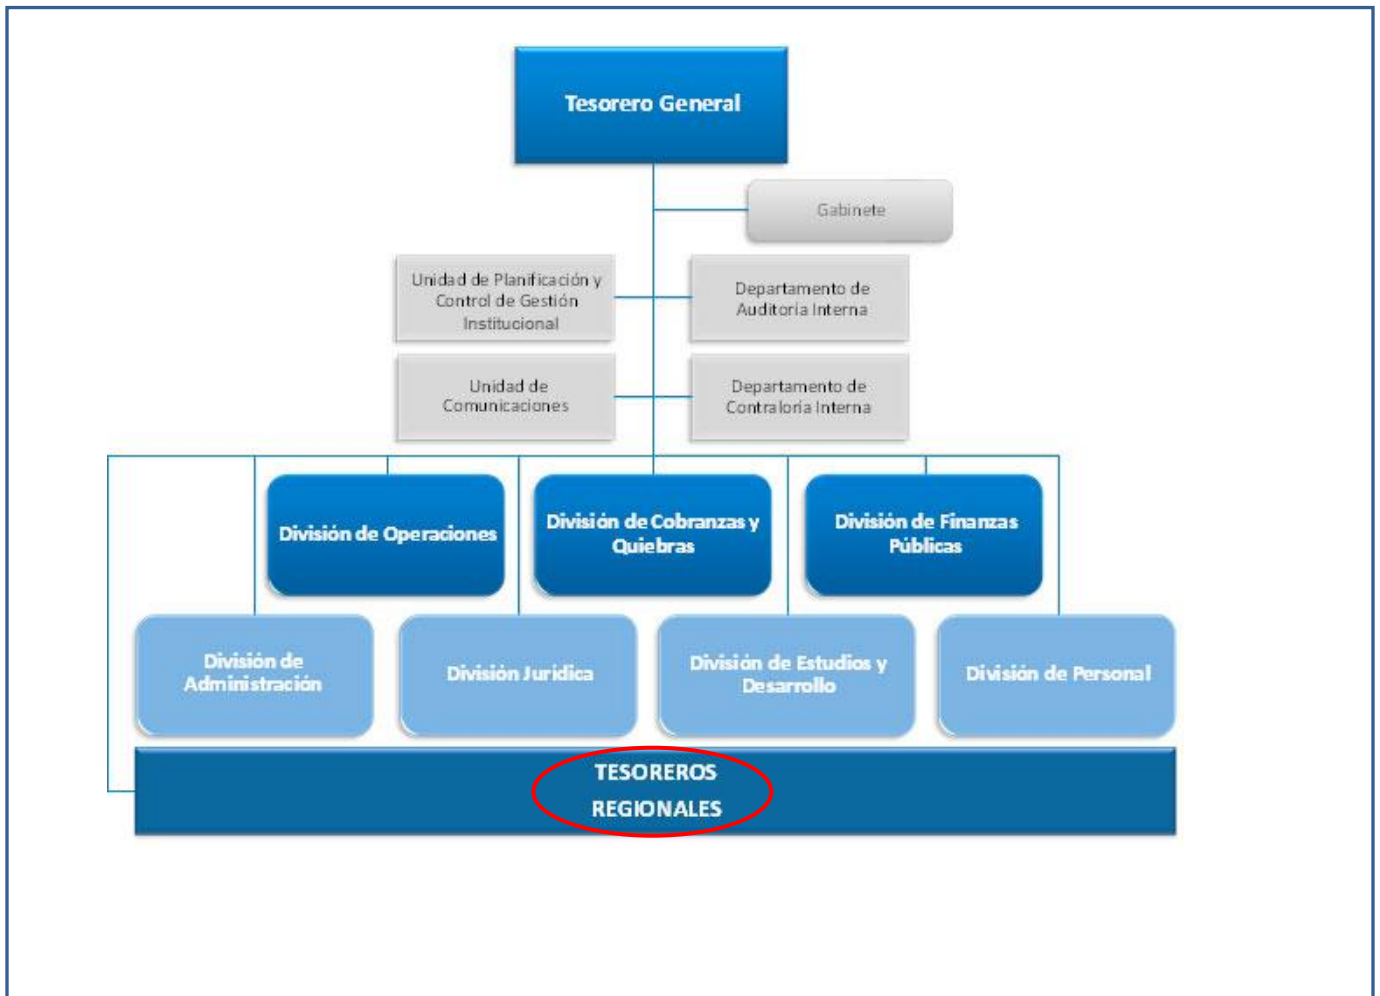 Tesorero General
Gabinete
Unidad de Planificación y
Control de Gestión
Institucional
Departamento de
Auditoría Interna
Unidad de
Comunicaciones
Departamento de
Contraloría Interna
División de Operaciones
División de Cobranzas y
Quiebras
División de Finanzas
Públicas
División de
Administración
División Jurídica
División de Estudios y
Desarrollo
División de Personal
TESOREROS
REGIONALES